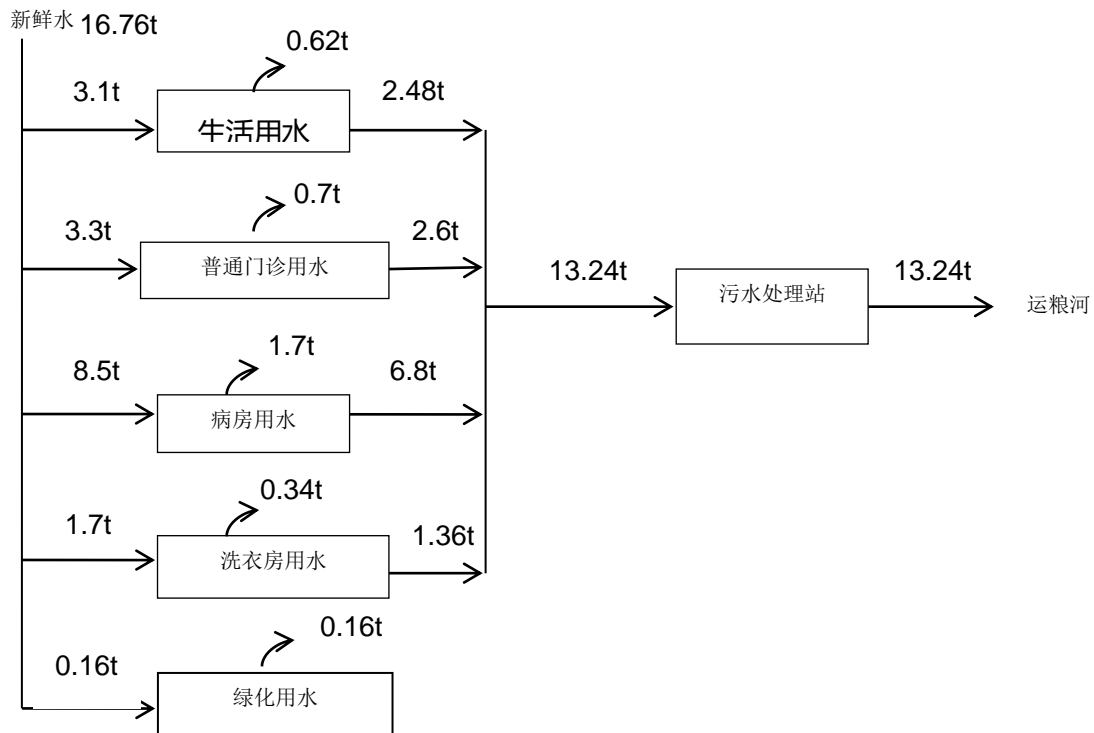 新鲜水 16.76t
0.62t
3.1t
生活用水
2.48t
0.7t
3.3t
普通门诊用水
2.6t
13.24t
污水处理站
13.24t
运粮河
1.7t
8.5t
病房用水
6.8t
0.34t
1.7t
洗衣房用水
1.36t
0.16t
0.16t
绿化用水